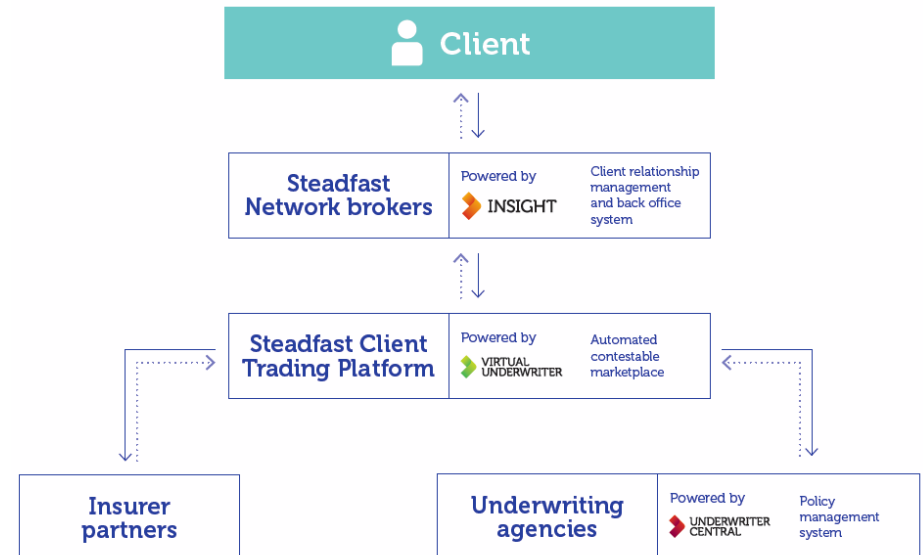 Client
Steadfast
Network brokers
Powered by
INSIGHT
Client relationship
management
and back office
system
Steadfast Client
Trading Platform
Powered by
VIRTUAL
UNDERWRITER
Automated
contestable
marketplace
Insurer
partners
Underwriting
agencies
Powered by
UNDERWRITER
CENTRAL
Policy
management
system